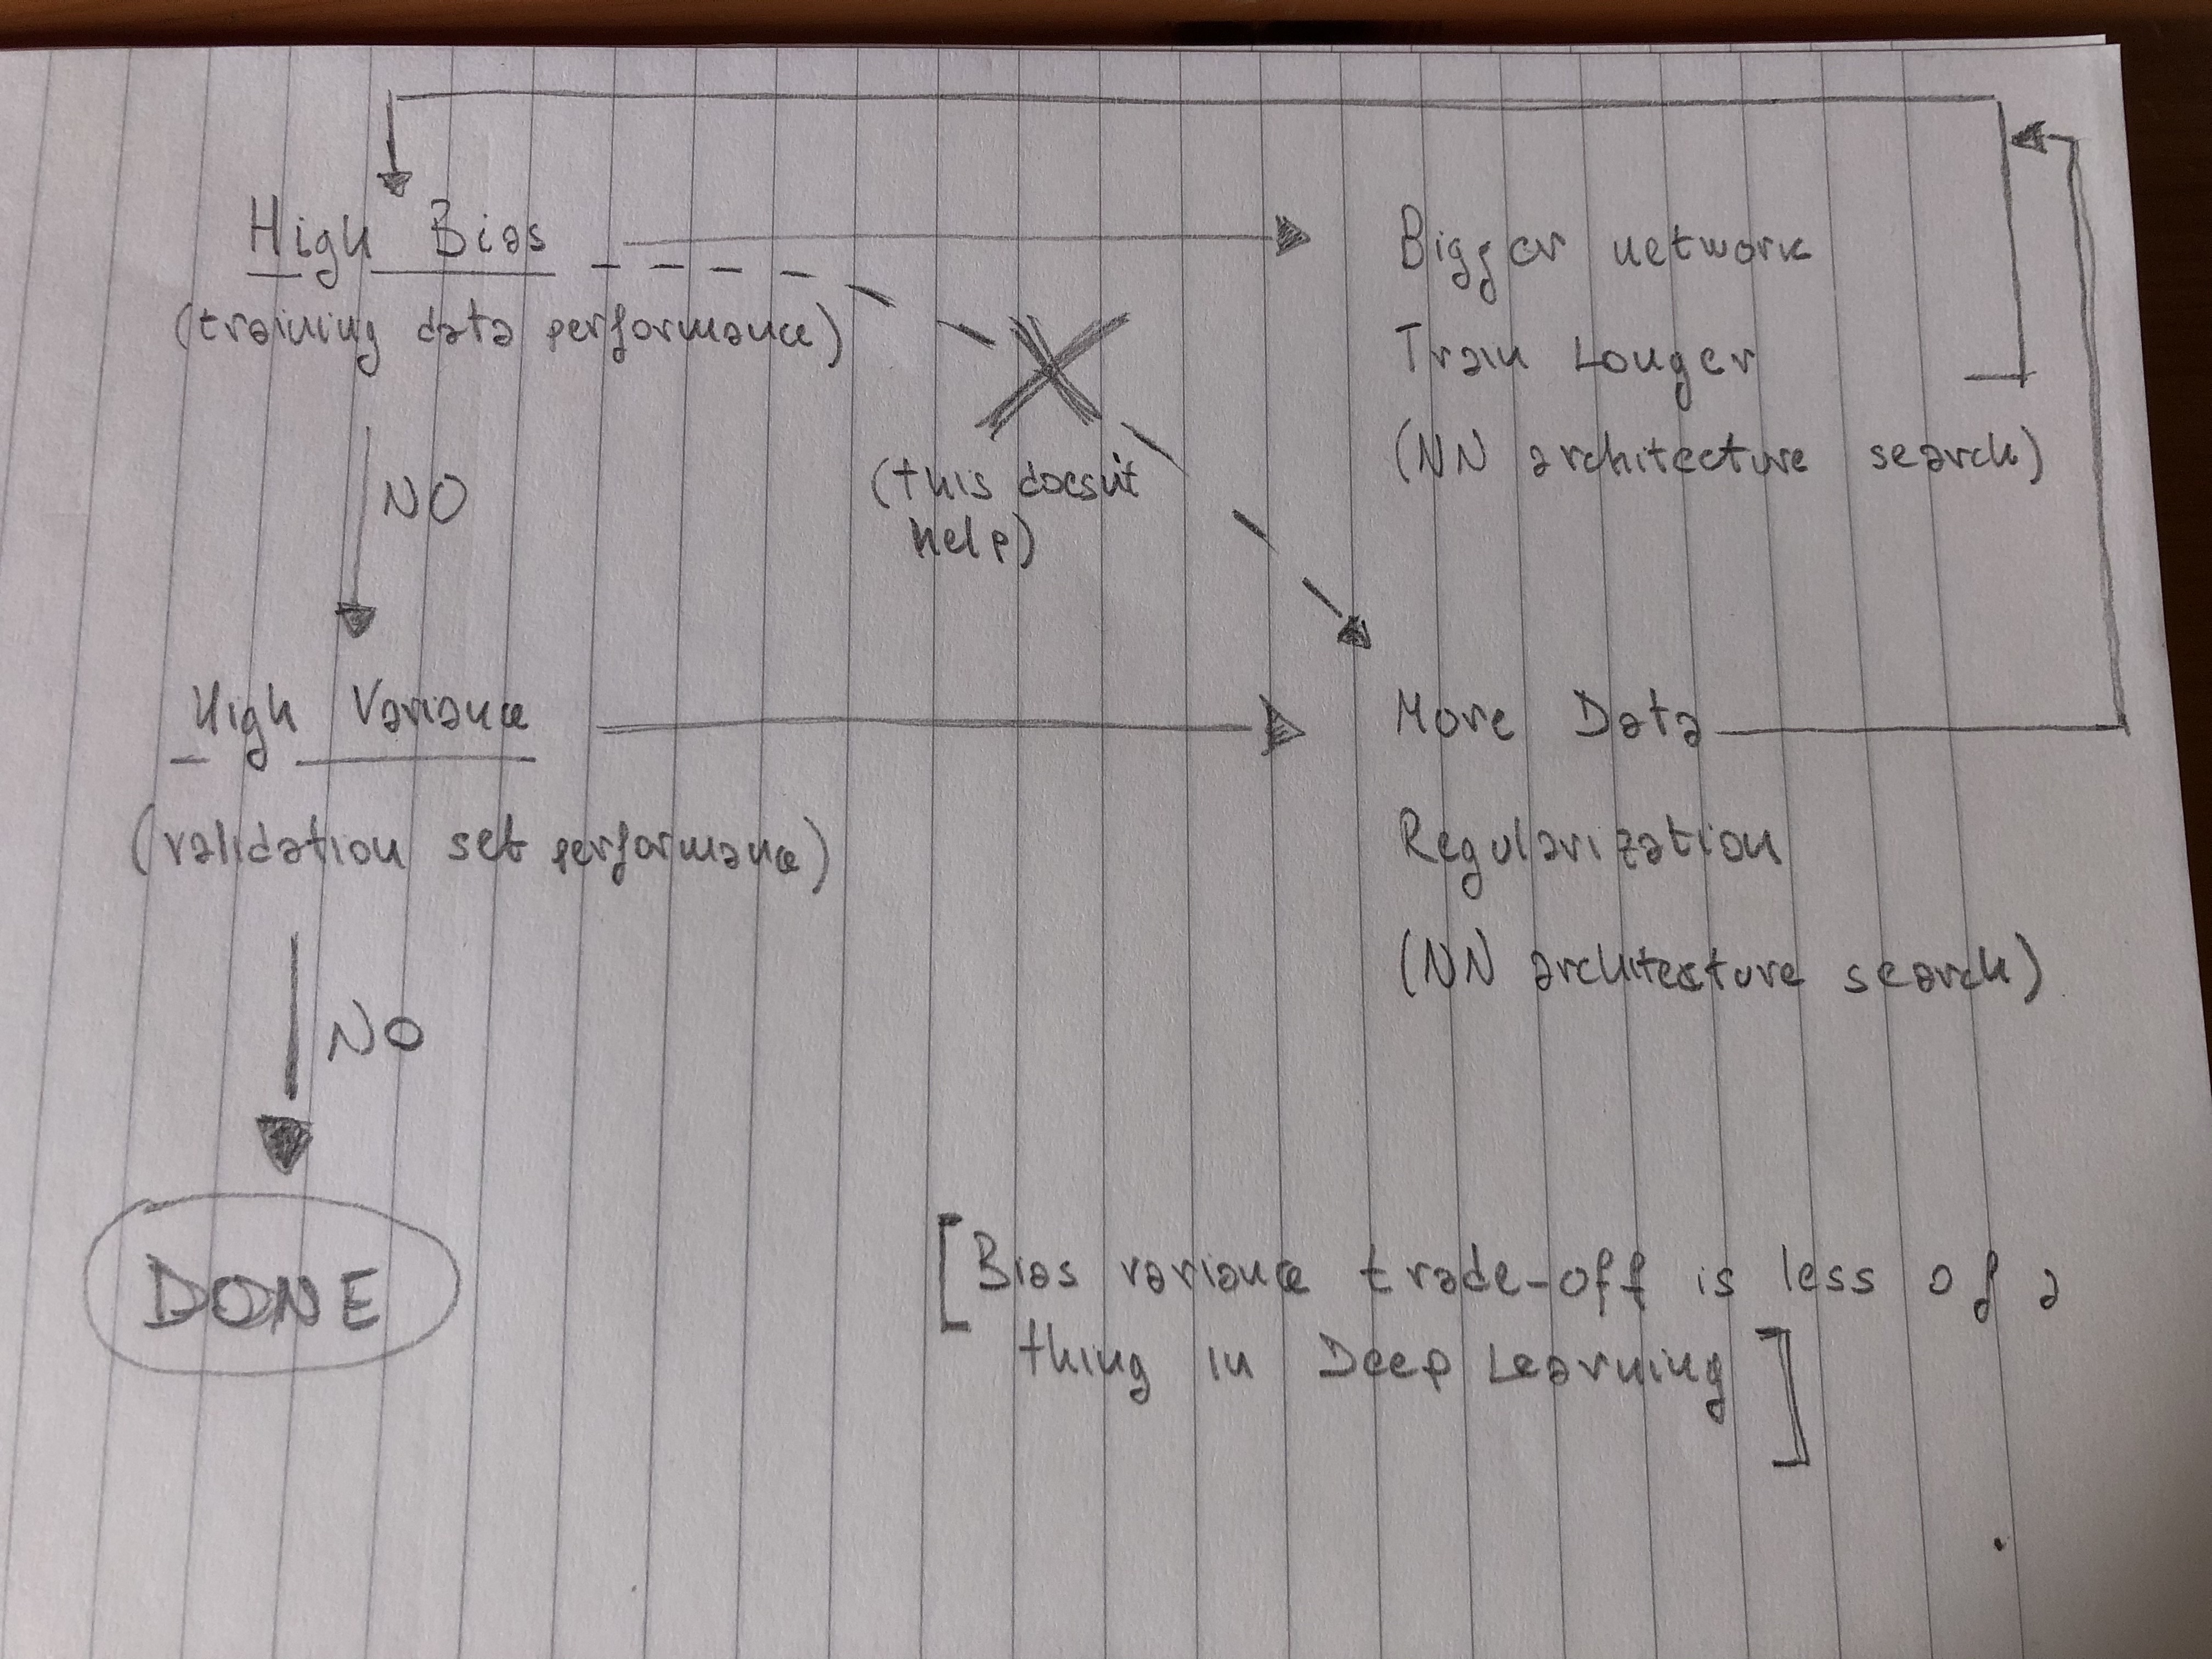 High Bias
(training data performance)
Bigger network
Train Longer
(NN architecture search)
NO
(this doesn't
help)
High Variance
(validation set performance)
More Data
Regularization
(NN architecture search)
NO
DONE
[Bias variance trade-off is less of a
thing in Deep Learning]